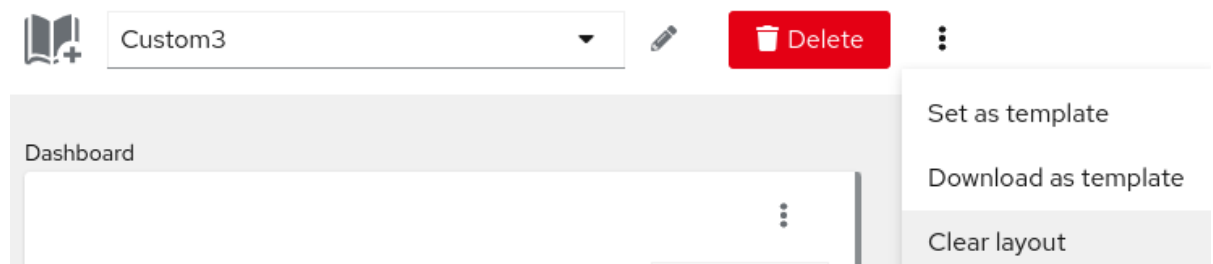 Custom3
Delete
Set as template
Dashboard
Download as template
Clear layout